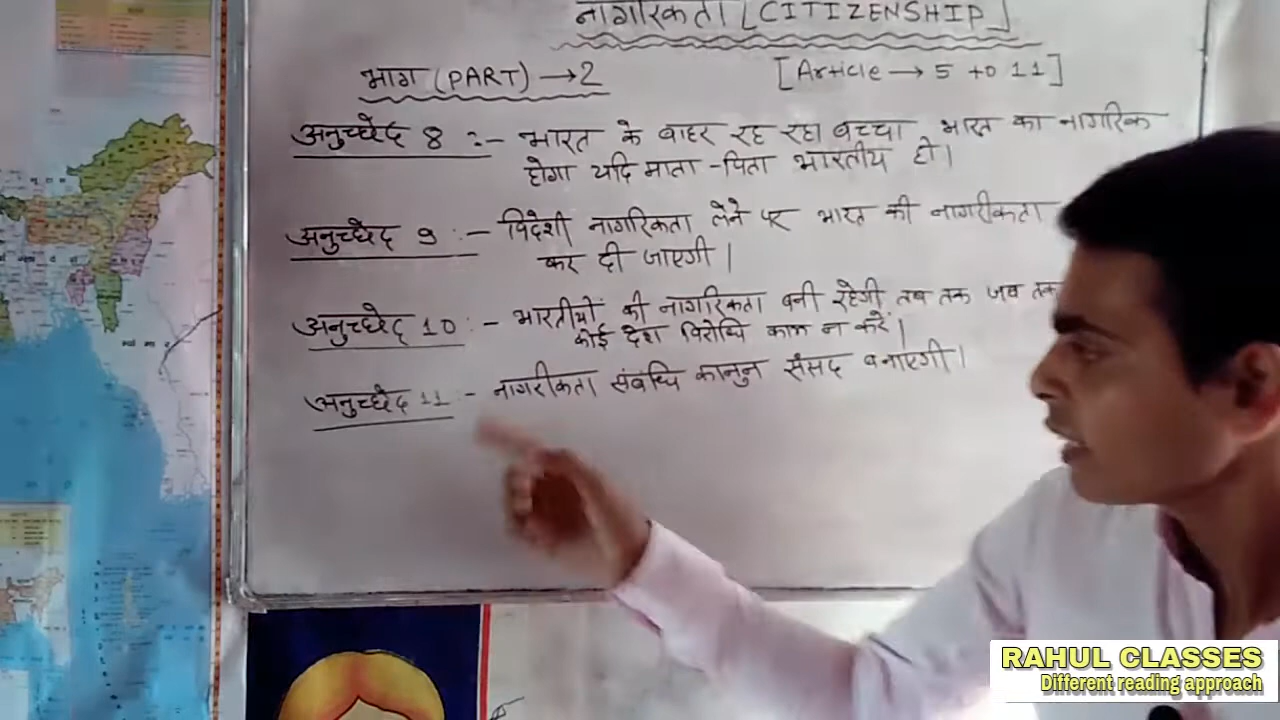 नागरिकता [CITIZENSHIP]
भाग (PART) → 2
[Article → 5 to 11]
अनुच्छेद 8 :- भारत के बाहर रह रहा बच्चा भारत का नागरिक
होगा यदि माता-पिता भारतीय हो।
अनुच्छेद 9 :- विदेशी नागरिकता लेने पर भारत की नागरीकता
कर दी जाएगी।
अनुच्छेद 10 :- भारतीयों की नागरिकता बनी रहेगी तब तक जब तक
कोई देश विरोधि काम न करें।
अनुच्छेद 11 :- नागरीकता संबंधि कानुन संसद बनाएगी।
RAHUL CLASSES
Different reading approach